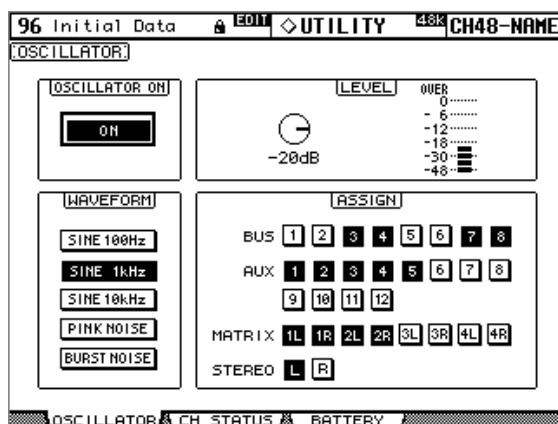 96 Initial Data EDIT ◇UTILITY 48K CH48-NAME
OSCILLATOR
OSCILLATOR ON
ON
LEVEL
-20dB
OVER
0
-6
-12
-18
-30
-48
WAVEFORM
SINE 100Hz
SINE 1kHz
SINE 10kHz
PINK NOISE
BURST NOISE
ASSIGN
BUS 1 2 3 4 5 6 7 8
AUX 1 2 3 4 5 6 7 8
9 10 11 12
MATRIX 1L 1R 2L 2R 3L 3R 4L 4R
STEREO L R
OSCILLATOR CH STATUS BATTERY